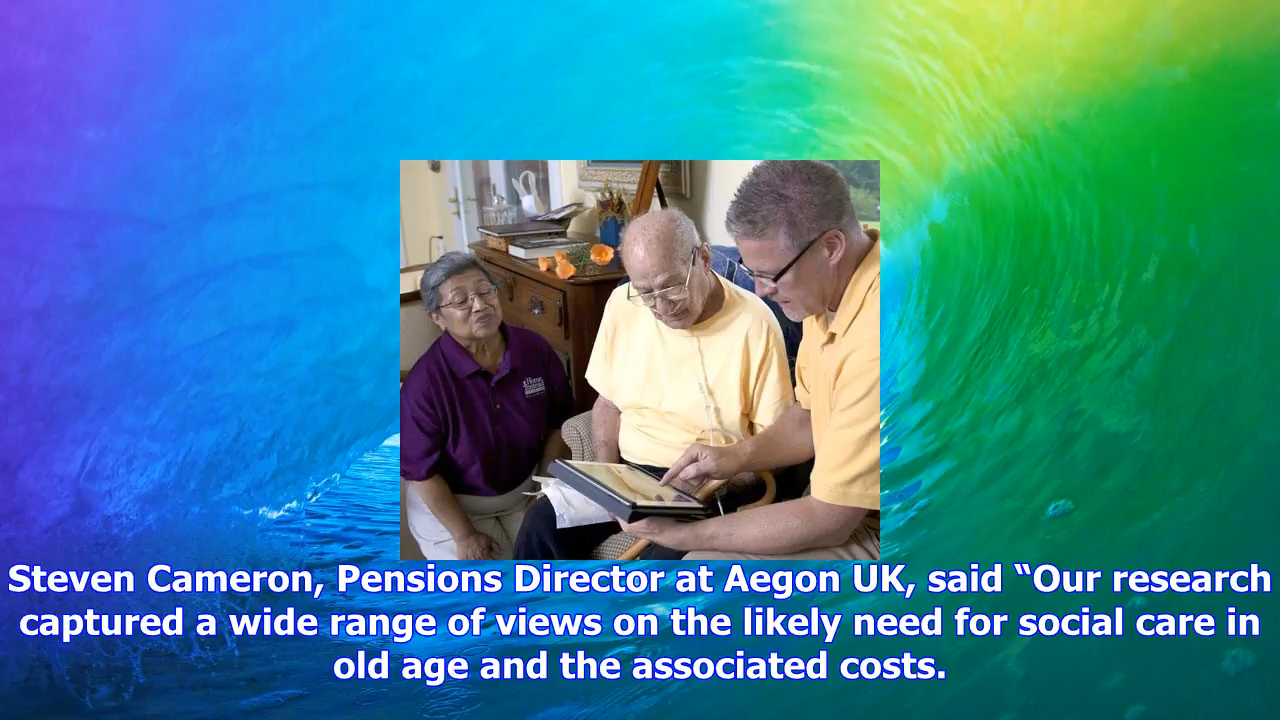 Steven Cameron, Pensions Director at Aegon UK, said “Our research
captured a wide range of views on the likely need for social care in
old age and the associated costs.